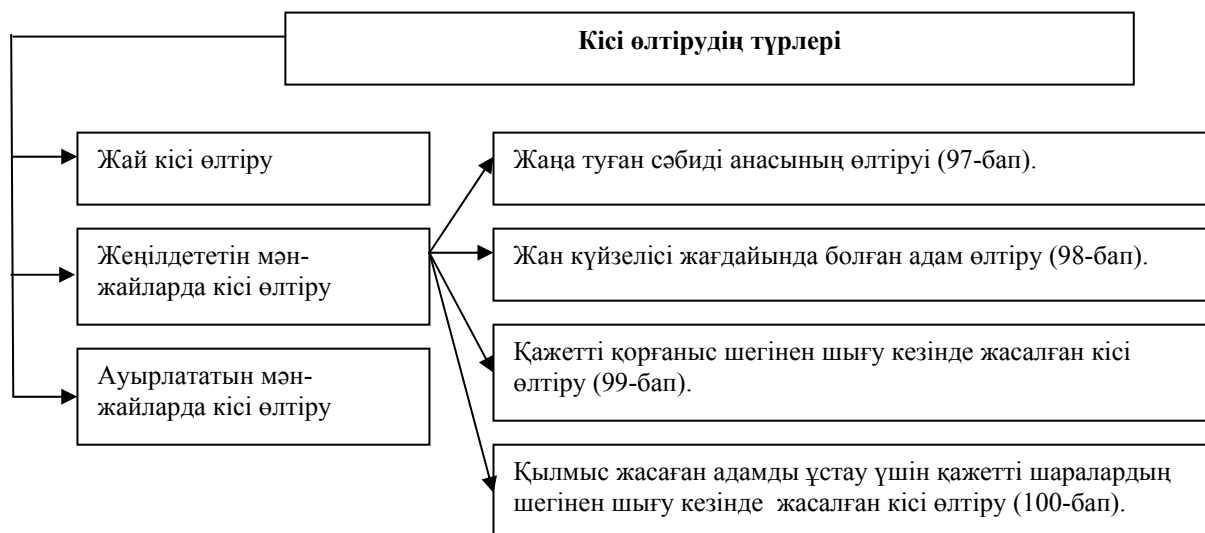 Кісі өлтірудің түрлері
Жай кісі өлтіру
Жеңілдететін мән-
жайларда кісі өлтіру
Ауырлататын мән-
жайларда кісі өлтіру
Жаңа туған сәбиді анасының өлтіруі (97-бап).
Жан күйзелісі жағдайында болған адам өлтіру (98-бап).
Қажетті қорғаныс шегінен шығу кезінде жасалған кісі
өлтіру (99-бап).
Қылмыс жасаған адамды ұстау үшін қажетті шаралардың
шегінен шығу кезінде жасалған кісі өлтіру (100-бап).